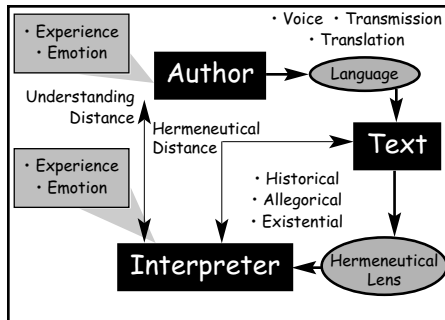 · Experience
· Emotion
· Voice · Transmission
· Translation
Author
Language
Understanding
Distance
Hermeneutical
Distance
Text
· Experience
· Emotion
· Historical
· Allegorical
· Existential
Interpreter
Hermeneutical
Lens